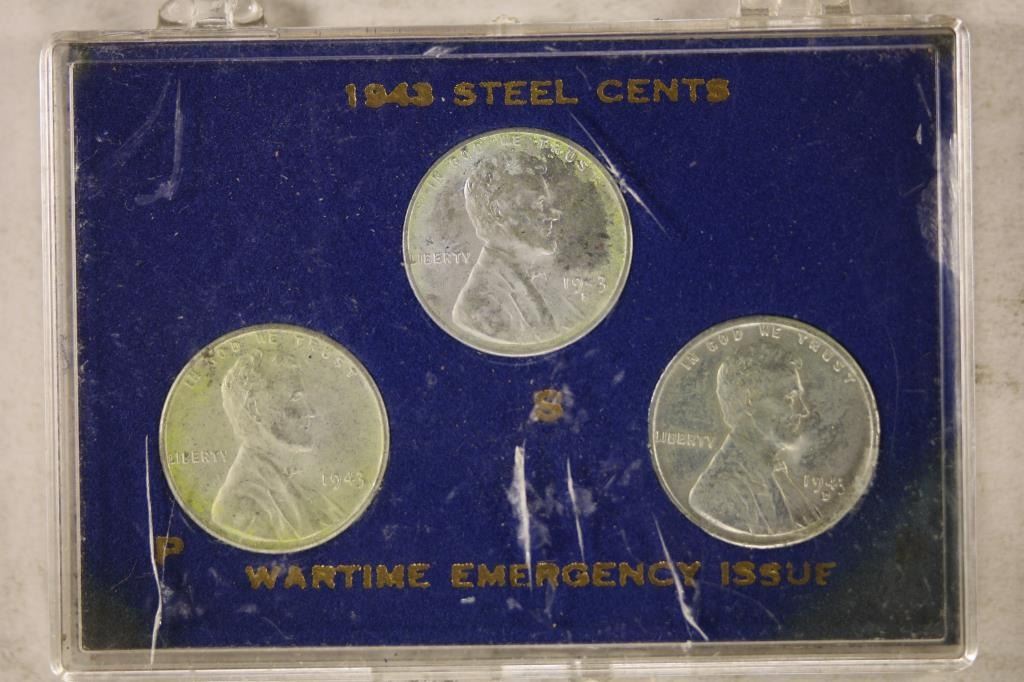 1943 STEEL CENTS
IN GOD WE TRUST
LIBERTY
1943
S
IN GOD WE TRUST
LIBERTY
1943
IN GOD WE TRUST
LIBERTY
1943
D
S
P
WARTIME EMERGENCY ISSUE